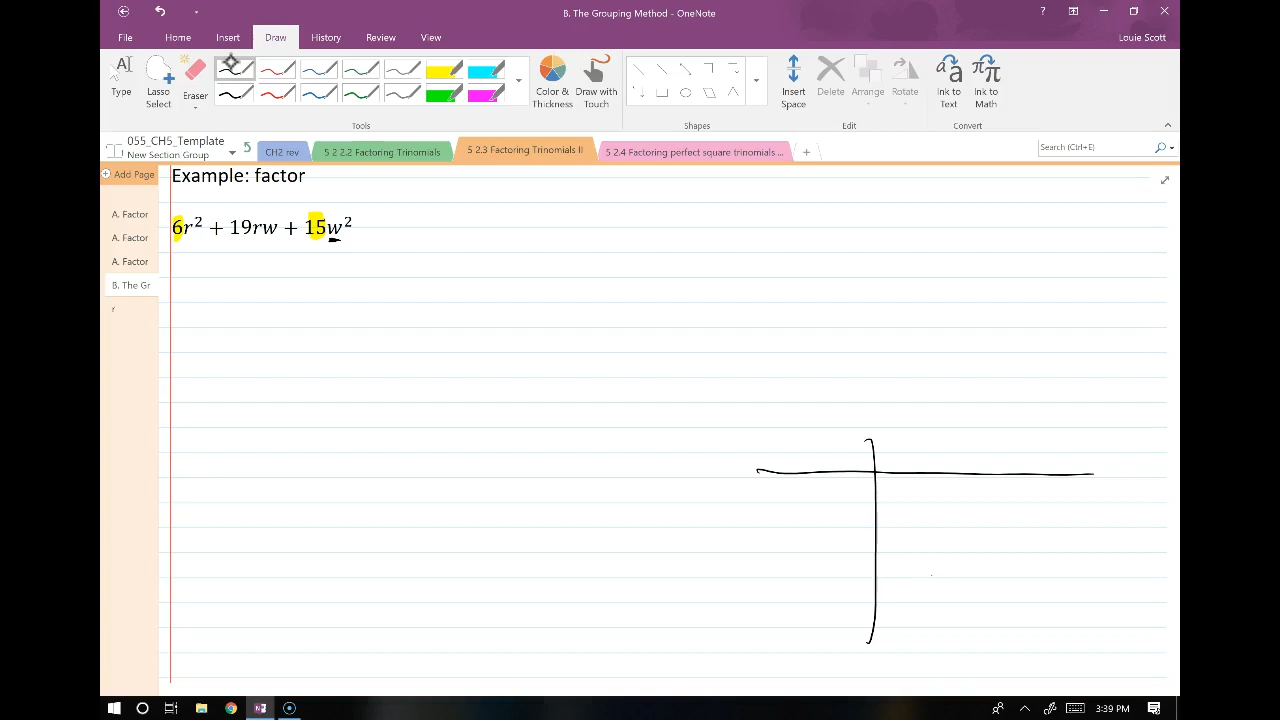 B. The Grouping Method - OneNote
?
File Home Insert Draw History Review View Louie Scott
Type
Lasso Select
Eraser
Color & Thickness
Draw with Touch
Insert Space
Delete
Arrange
Rotate
Ink to Text
Ink to Math
Tools Shapes Edit Convert
055_CH5_Template
New Section Group
CH2 rev
5 2 2.2 Factoring Trinomials
5 2.3 Factoring Trinomials II
5 2.4 Factoring perfect square trinomials ...
Search (Ctrl+E)
Add Page
A. Factor
A. Factor
A. Factor
B. The Gr
r
Example: factor
6r² + 19rw + 15w²
3:39 PM